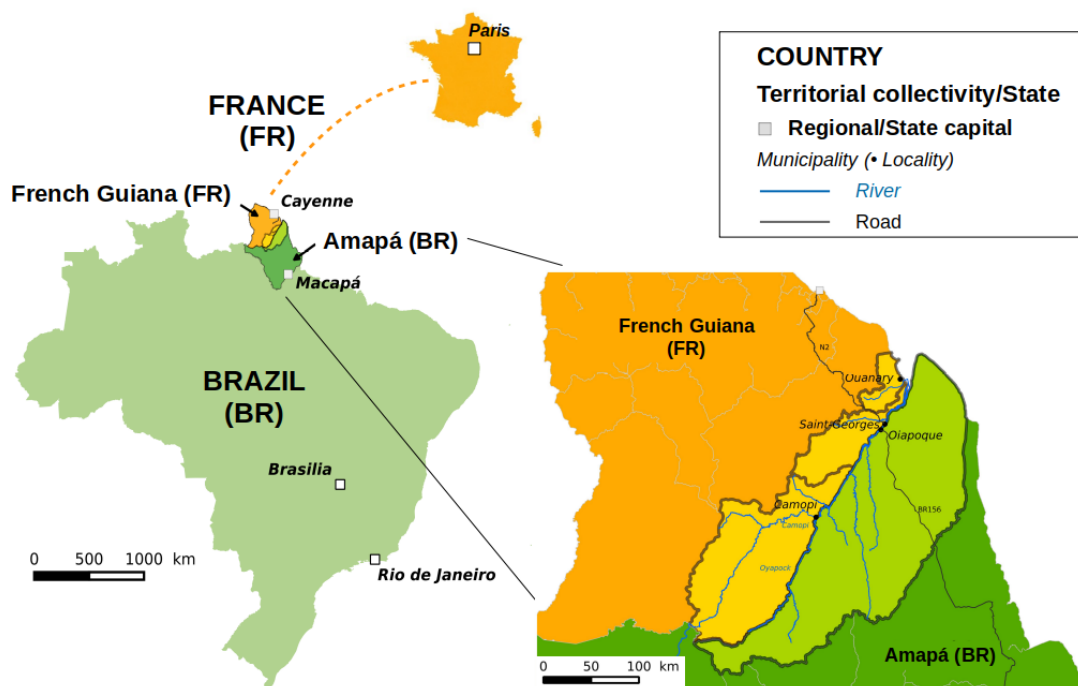 Paris
FRANCE
(FR)
French Guiana (FR)
Cayenne
Amapá (BR)
Macapá
BRAZIL
(BR)
Brasilia
Rio de Janeiro
0 500 1000 km
COUNTRY
Territorial collectivity/State
Regional/State capital
Municipality (• Locality)
River
Road
French Guiana
(FR)
N2
Ouanary
Saint-Georges
Oiapoque
Camopi
Camopi
BR156
Oyapock
Amapá (BR)
0 50 100 km